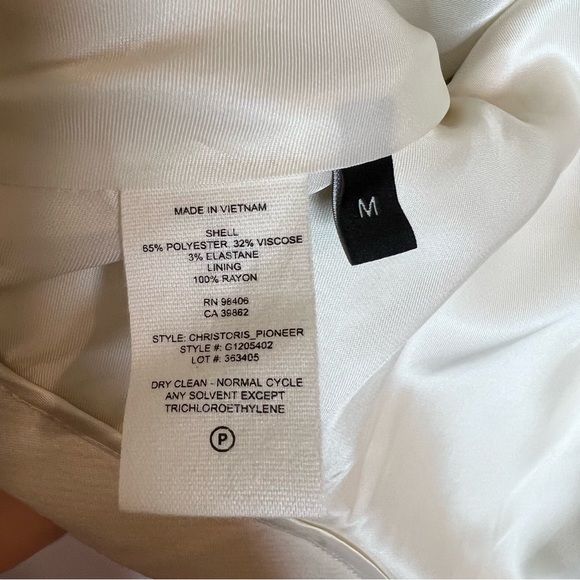 MADE IN VIETNAM
SHELL
65% POLYESTER, 32% VISCOSE
3% ELASTANE
LINING
100% RAYON
RN 98406
CA 39862
STYLE: CHRISTORIS_PIONEER
STYLE #: G1205402
LOT #: 363405
DRY CLEAN - NORMAL CYCLE
ANY SOLVENT EXCEPT
TRICHLOROETHYLENE
P
M